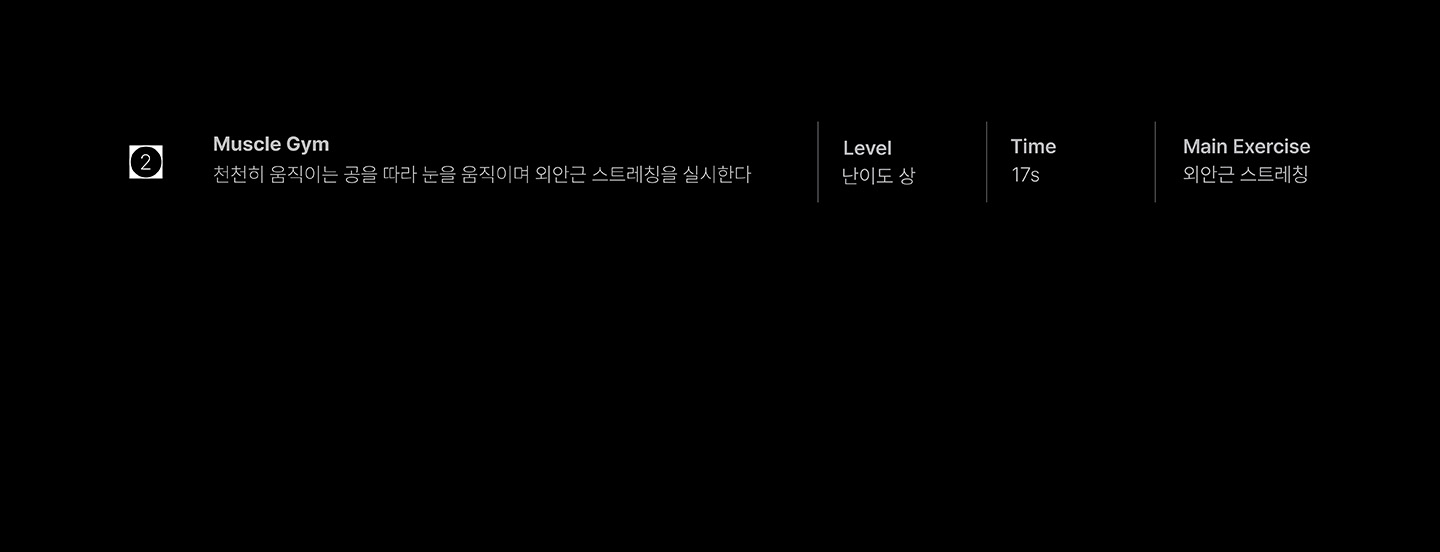 2
Muscle Gym
천천히 움직이는 공을 따라 눈을 움직이며 외안근 스트레칭을 실시한다
Level
난이도 상
Time
17s
Main Exercise
외안근 스트레칭